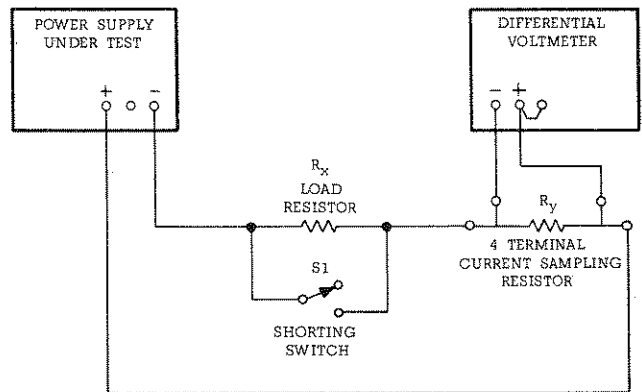 POWER SUPPLY
UNDER TEST
+ -
DIFFERENTIAL
VOLTMETER
- +
Rx
LOAD
RESISTOR
S1
SHORTING
SWITCH
Ry
4 TERMINAL
CURRENT SAMPLING
RESISTOR